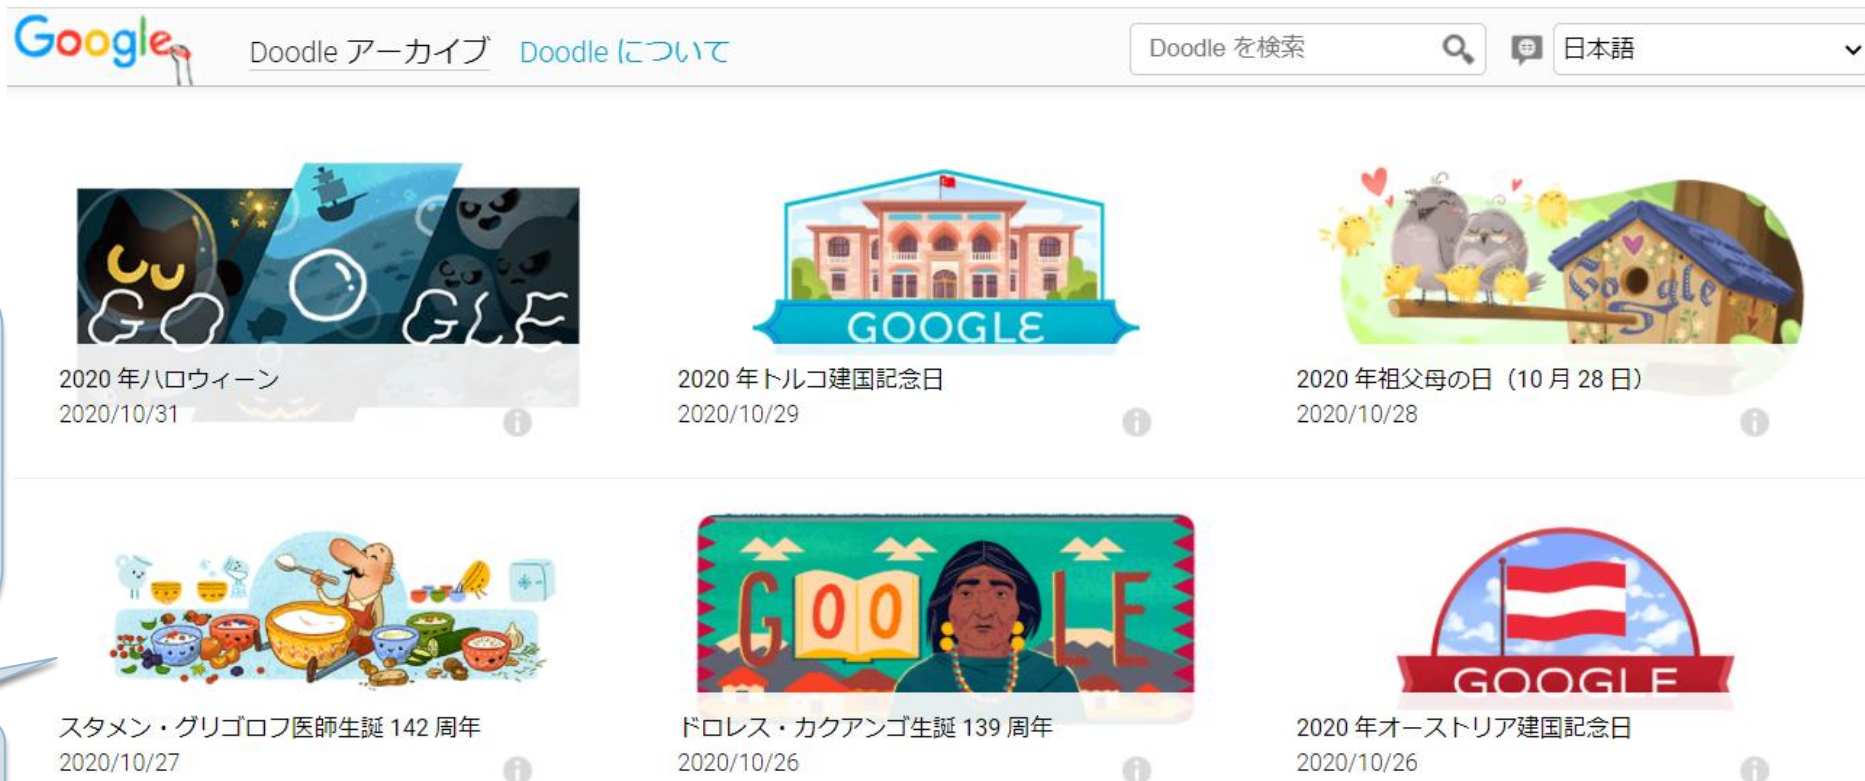 Google
Doodle アーカイブ Doodle について
Doodle を検索
日本語
GOOGLE
GOOGLE
Google
2020 年ハロウィーン
2020/10/31
2020 年トルコ建国記念日
2020/10/29
2020 年祖父母の日（10 月 28 日）
2020/10/28
GOOGLE
GOOGLE
スタメン・グリゴロフ医師生誕 142 周年
2020/10/27
ドロレス・カクアンゴ生誕 139 周年
2020/10/26
2020 年オーストリア建国記念日
2020/10/26